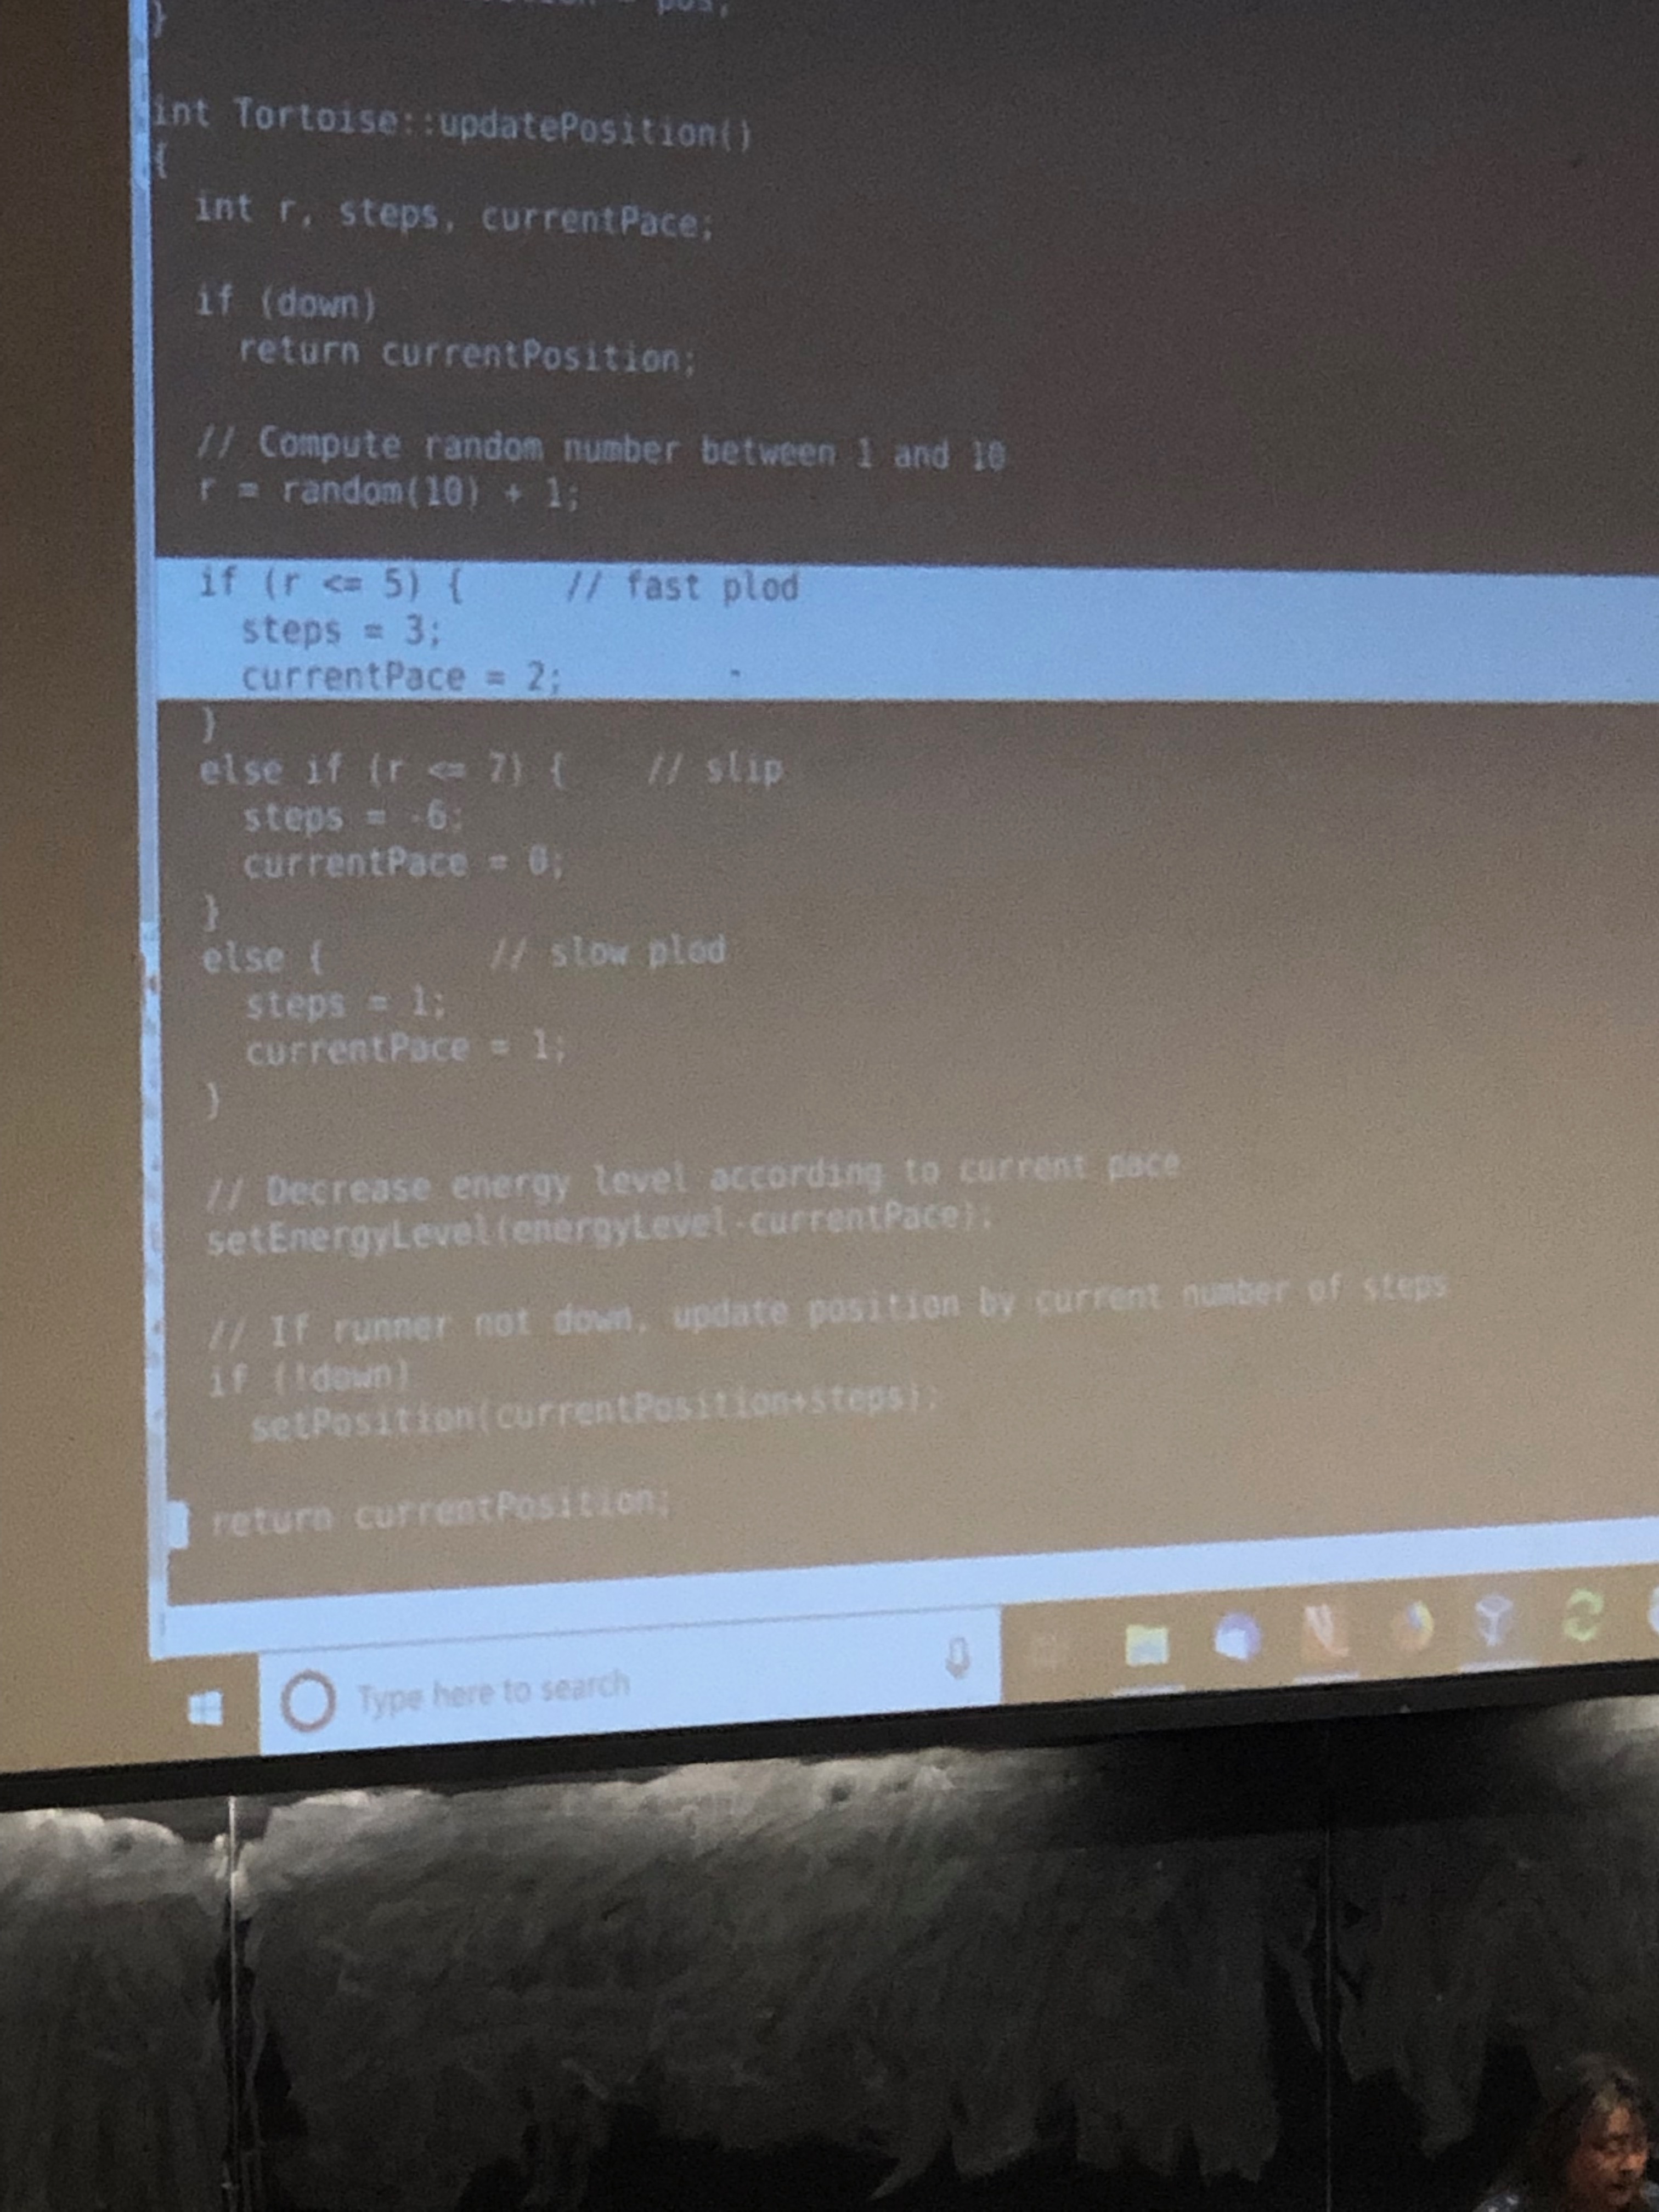 pos;
}
int Tortoise::updatePosition()
{
int r, steps, currentPace;
if (down)
return currentPosition;
// Compute random number between 1 and 10
r = random(10) + 1;
if (r <= 5) { // fast plod
steps = 3;
currentPace = 2;
}
else if (r <= 7) { // slip
steps = -6;
currentPace = 0;
}
else { // slow plod
steps = 1;
currentPace = 1;
}
// Decrease energy level according to current pace
setEnergyLevel(energyLevel-currentPace);
// If runner not down, update position by current number of steps
if (!down)
setPosition(currentPosition+steps);
return currentPosition;
Type here to search